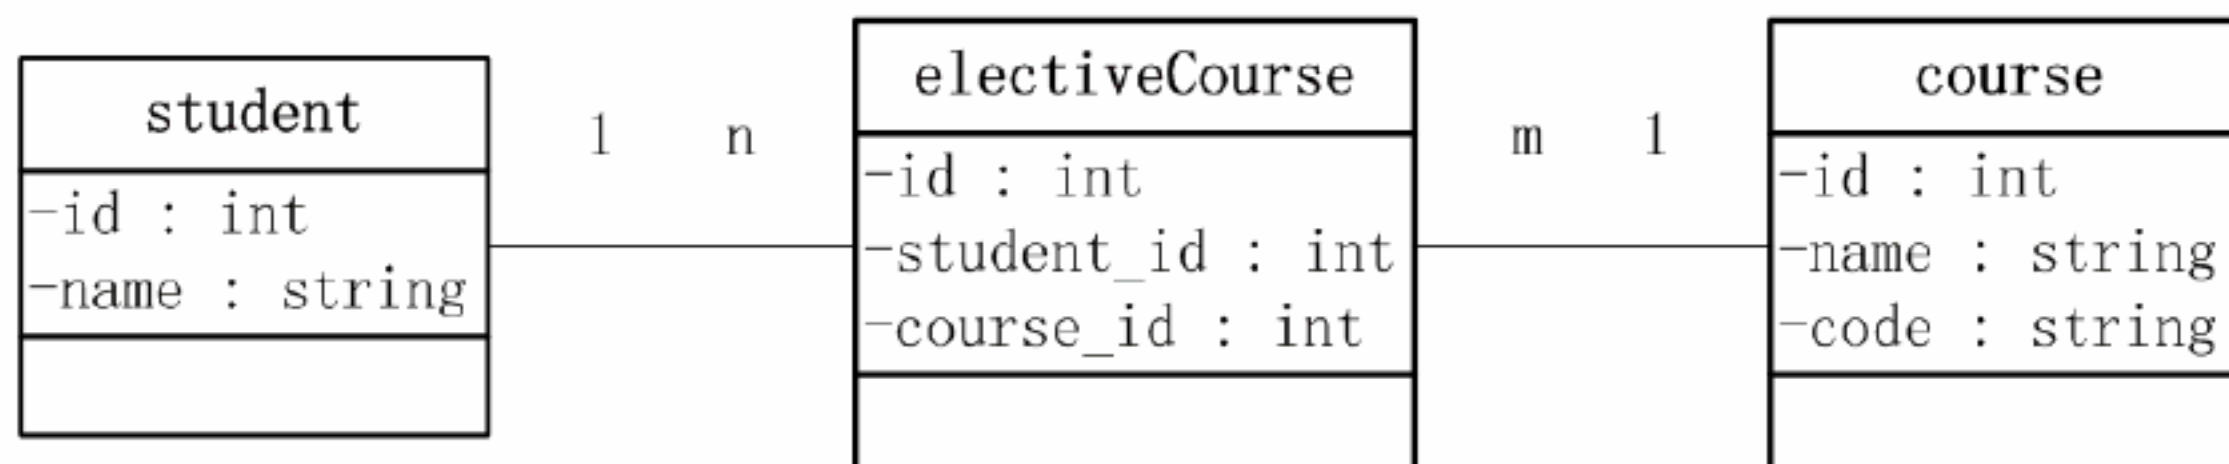 student
-id : int
-name : string
1 n
electiveCourse
-id : int
-student_id : int
-course_id : int
m 1
course
-id : int
-name : string
-code : string